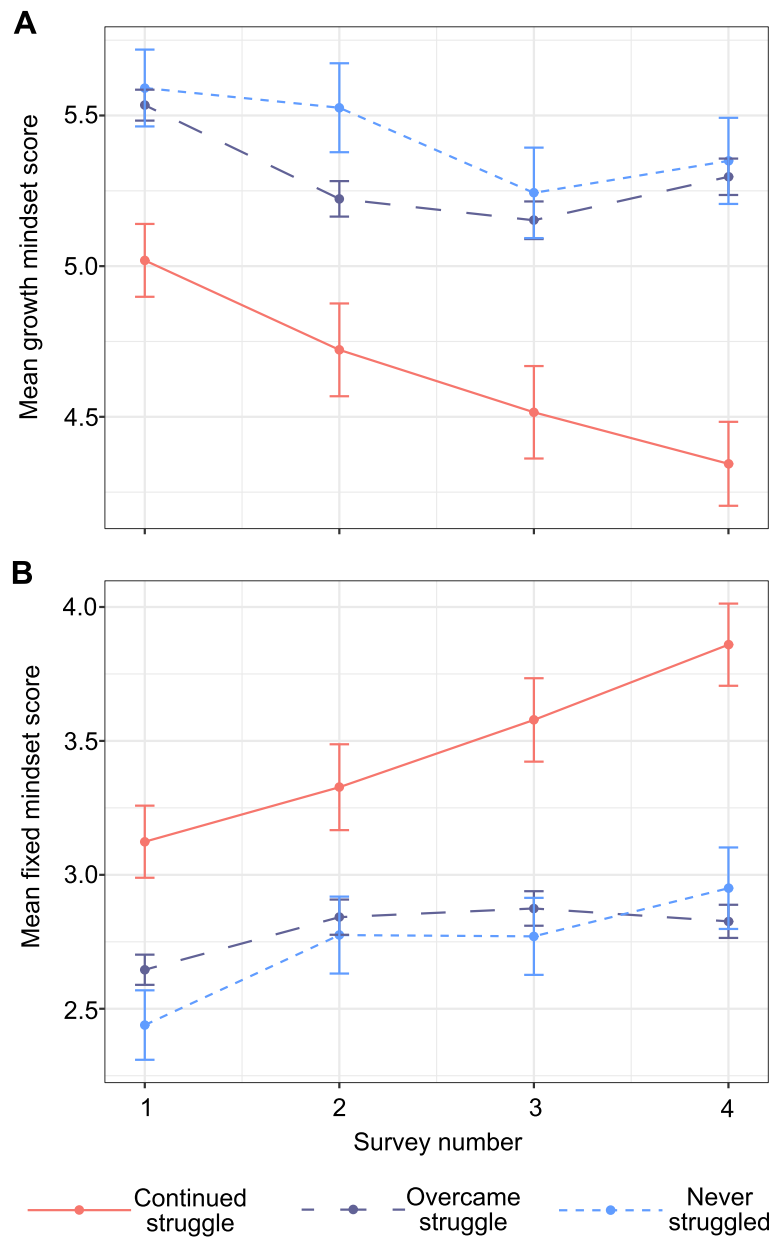 A
Mean growth mindset score
5.5
5.0
4.5
B
Mean fixed mindset score
4.0
3.5
3.0
2.5
1 2 3 4
Survey number
Continued struggle
Overcame struggle
Never struggled